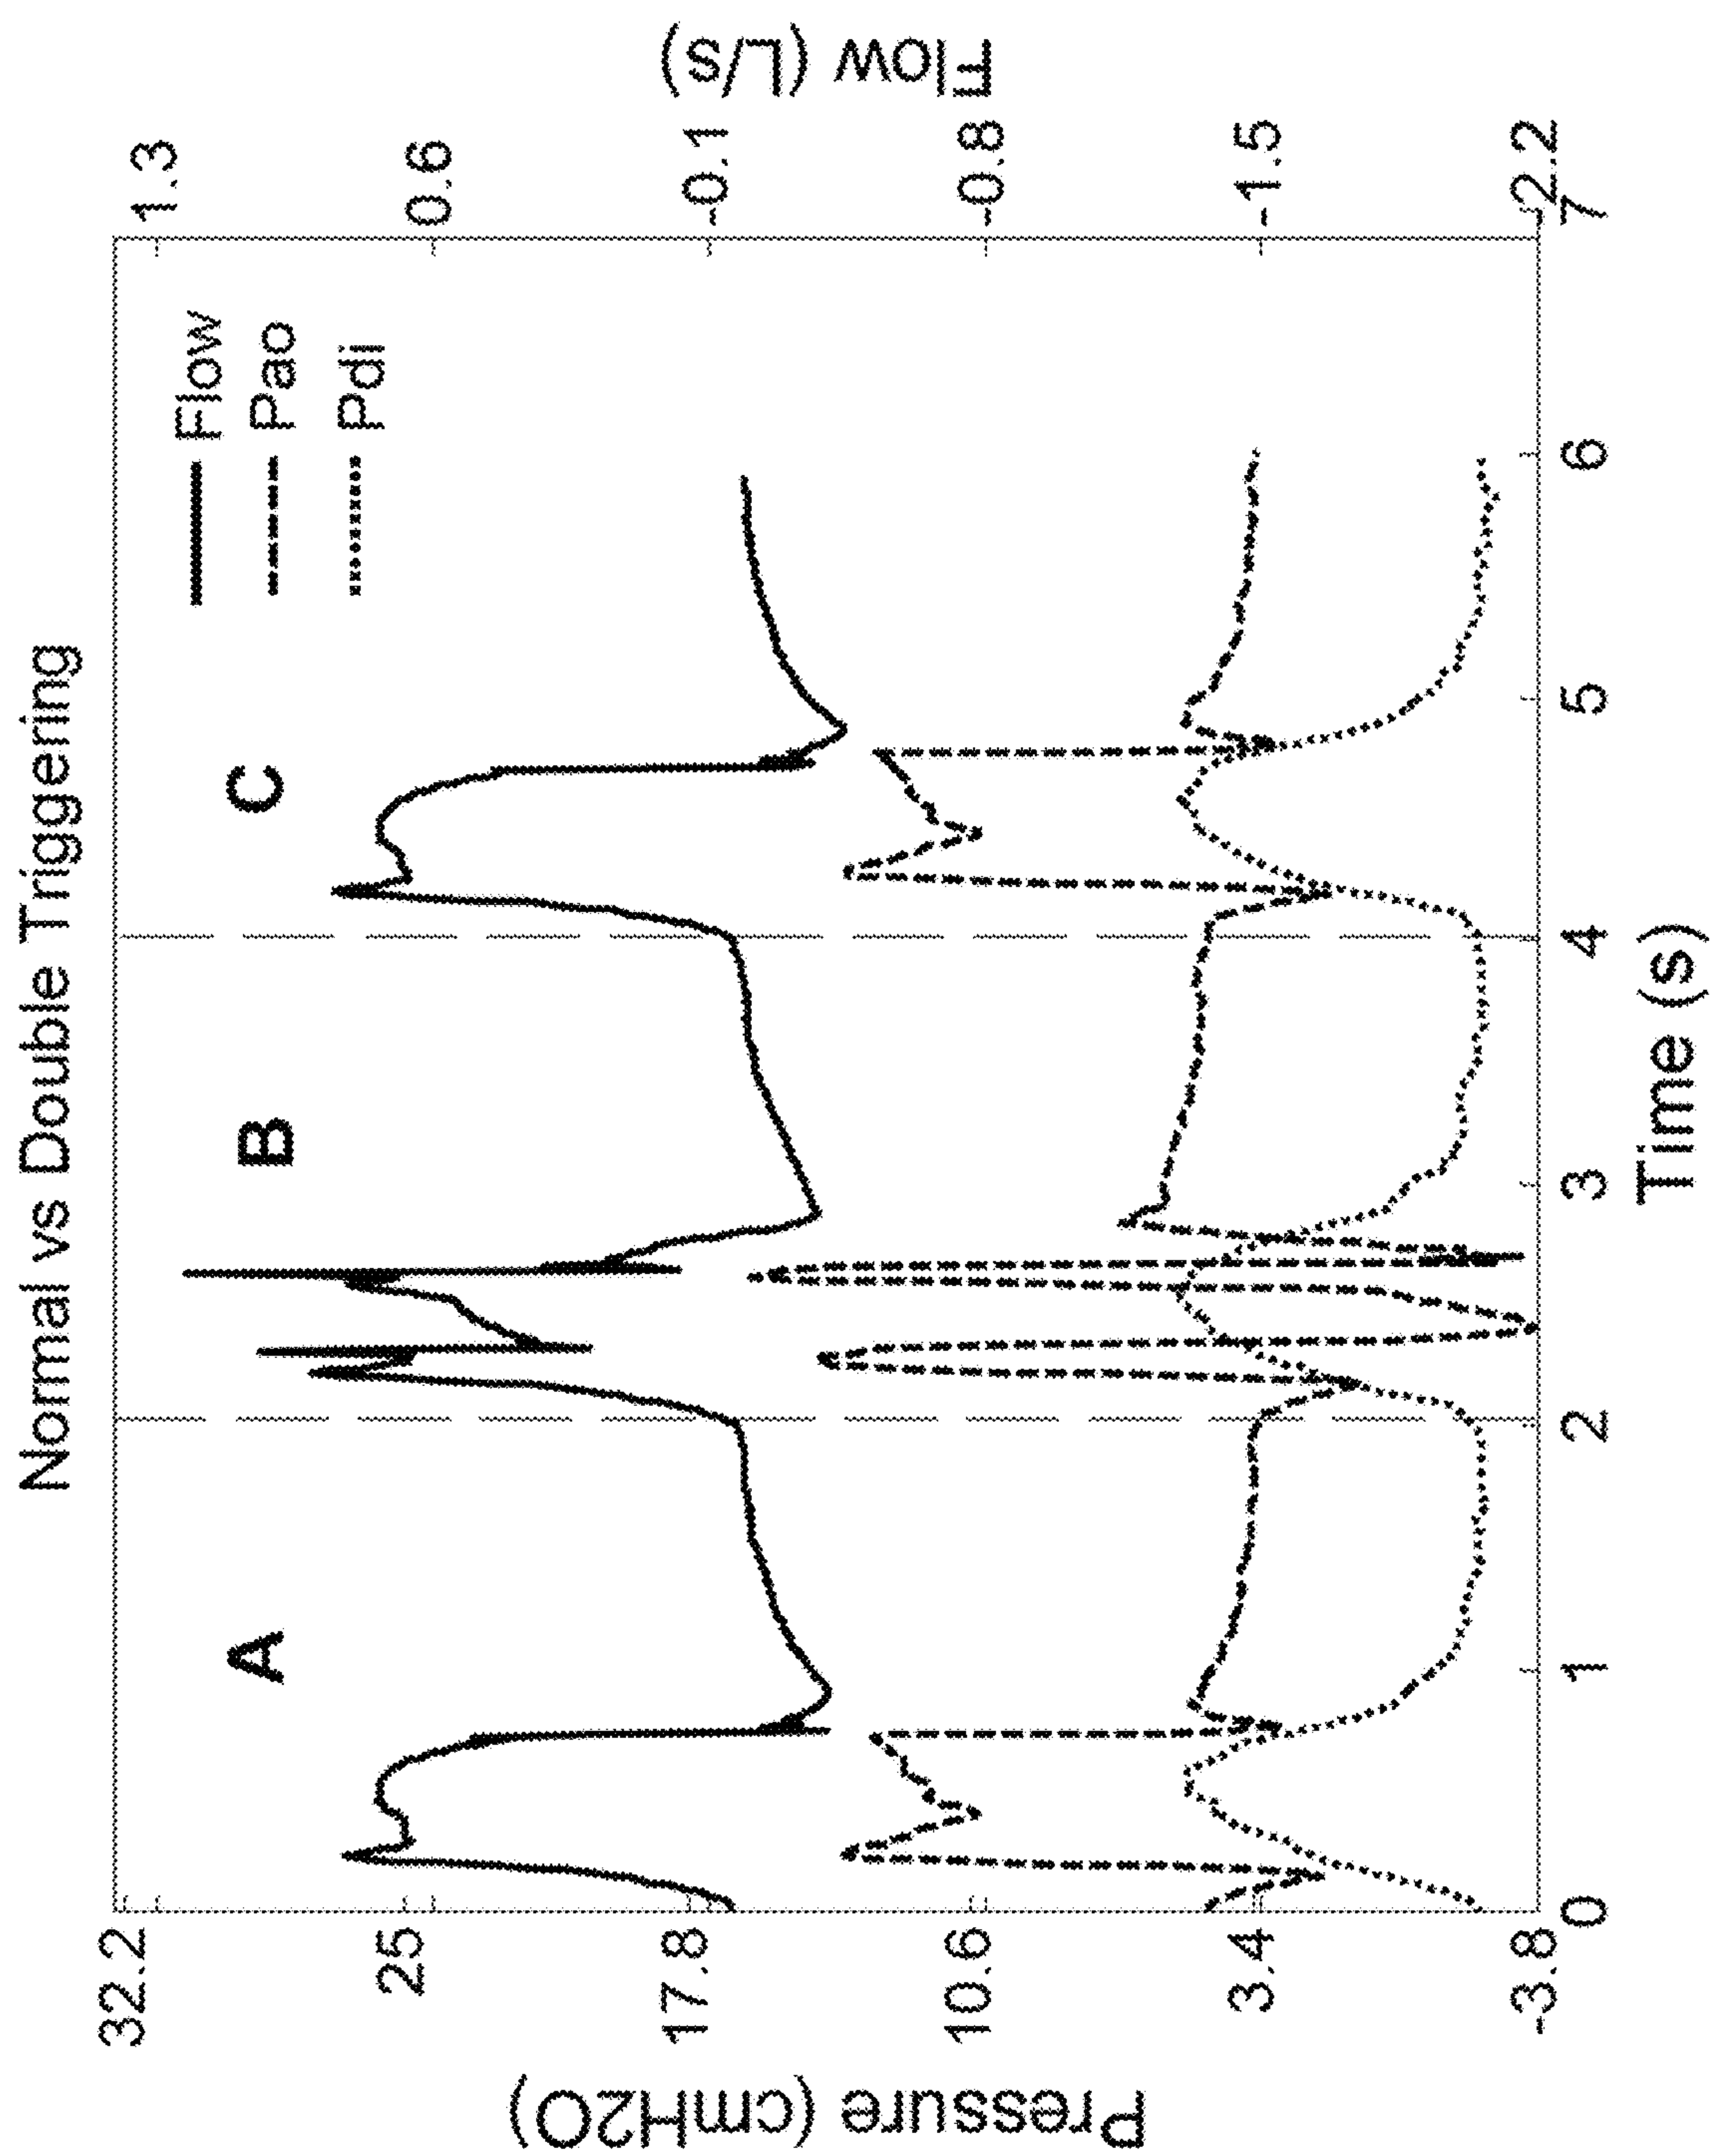 Normal vs Double Triggering
A
B
C
Flow
Pao
Pdi
Pressure (cmH2O)
32.2
25
17.8
10.6
3.4
-3.8
Flow (L/s)
1.3
0.6
-0.1
-0.8
-1.5
-2.2
0 1 2 3 4 5 6 7
Time (s)